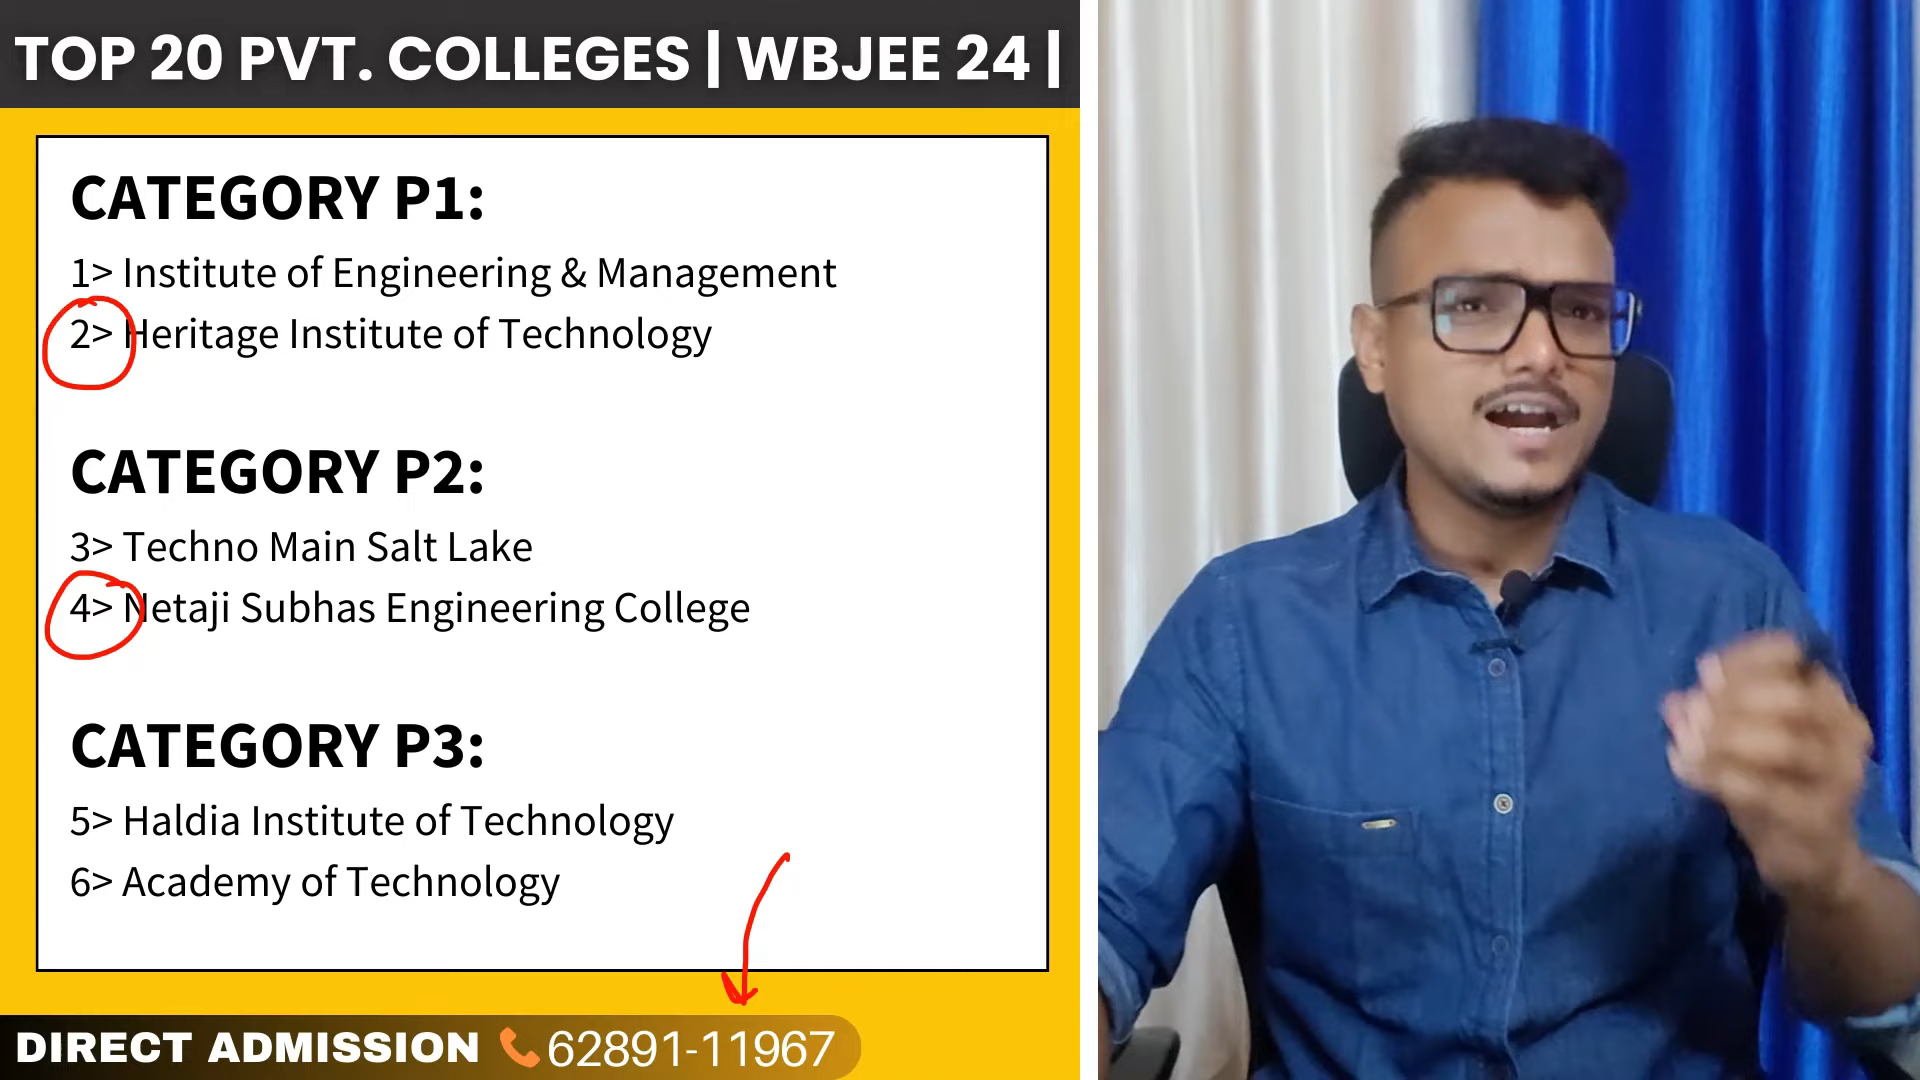 TOP 20 PVT. COLLEGES | WBJEE 24 |
CATEGORY P1:
1> Institute of Engineering & Management
2> Heritage Institute of Technology
CATEGORY P2:
3> Techno Main Salt Lake
4> Netaji Subhas Engineering College
CATEGORY P3:
5> Haldia Institute of Technology
6> Academy of Technology
DIRECT ADMISSION 62891-11967